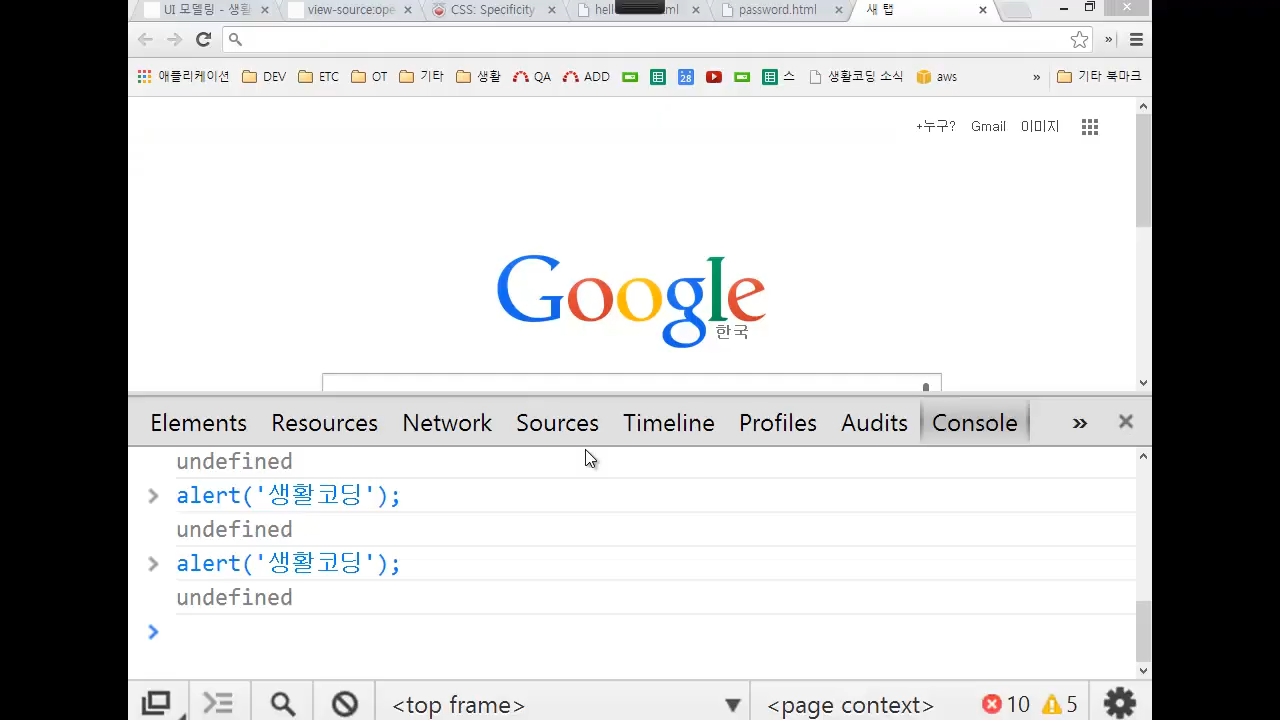 UI 모델링 - 생활
view-source:ope
CSS: Specificity
password.html
새 탭
애플리케이션 DEV ETC OT 기타 생활 QA ADD 28 스 생활코딩 소식 aws » 기타 북마크
+누구? Gmail 이미지
Google
한국
Elements Resources Network Sources Timeline Profiles Audits Console »
undefined
> alert('생활코딩');
undefined
> alert('생활코딩');
undefined
>
<top frame> <page context> 10 5